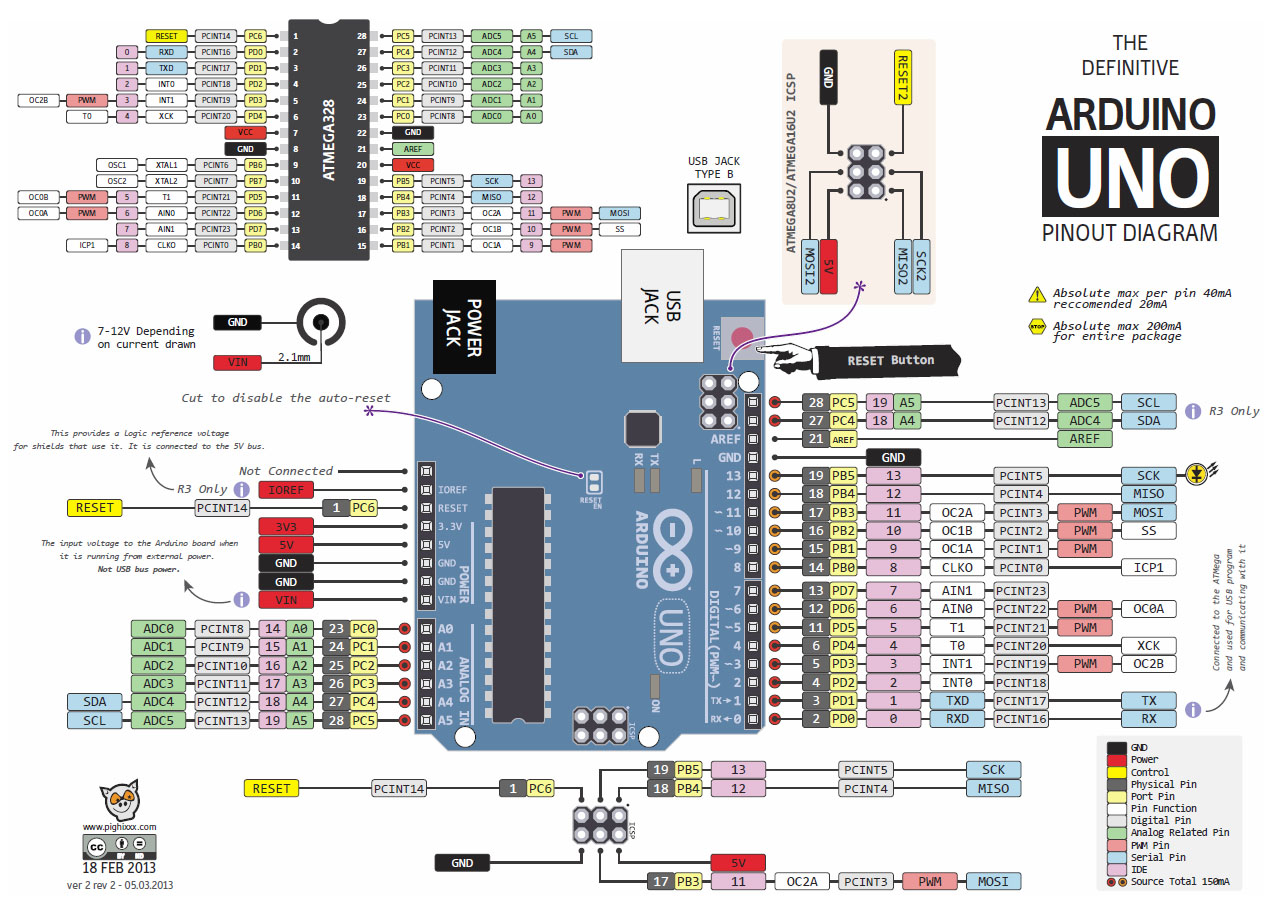 THE
DEFINITIVE
ARDUINO
UNO
PINOUT DIAGRAM
RESET PCINT14 PC6 1
0 RXD PCINT16 PD0 2
1 TXD PCINT17 PD1 3
2 INT0 PCINT18 PD2 4
OC2B PWM 3 INT1 PCINT19 PD3 5
T0 4 XCK PCINT20 PD4 6
VCC 7
GND 8
OSC1 XTAL1 PCINT6 PB6 9
OSC2 XTAL2 PCINT7 PB7 10
OC0B PWM 5 T1 PCINT21 PD5 11
OC0A PWM 6 AIN0 PCINT22 PD6 12
7 AIN1 PCINT23 PD7 13
ICP1 8 CLKO PCINT0 PB0 14
ATMEGA328
28 PC5 PCINT13 ADC5 A5 SCL
27 PC4 PCINT12 ADC4 A4 SDA
26 PC3 PCINT11 ADC3 A3
25 PC2 PCINT10 ADC2 A2
24 PC1 PCINT9 ADC1 A1
23 PC0 PCINT8 ADC0 A0
22 GND
21 AREF
20 VCC
19 PB5 PCINT5 SCK 13
18 PB4 PCINT4 MISO 12
17 PB3 PCINT3 OC2A 11 PWM MOSI
16 PB2 PCINT2 OC1B 10 PWM SS
15 PB1 PCINT1 OC1A 9 PWM
USB JACK
TYPE B
ATMEGA8U2/ATMEGA16U2 ICSP
GND
RESET2
MOSI2
5V
MISO2
SCK2
Absolute max per pin 40mA
reccomended 20mA
STOP
Absolute max 200mA
for entire package
i 7-12V Depending
on current drawn
GND
VIN
2.1mm
POWER
JACK
USB
JACK
RESET
RESET Button
Cut to disable the auto-reset
This provides a logic reference voltage
for shields that use it. It is connected to the 5V bus.
Not Connected
R3 Only i IOREF
RESET PCINT14 1 PC6
3V3
5V
GND
GND
i VIN
The input voltage to the Arduino board when
it is running from external power.
Not USB bus power.
ADC0 PCINT8 14 A0 23 PC0
ADC1 PCINT9 15 A1 24 PC1
ADC2 PCINT10 16 A2 25 PC2
ADC3 PCINT11 17 A3 26 PC3
SDA ADC4 PCINT12 18 A4 27 PC4
SCL ADC5 PCINT13 19 A5 28 PC5
IOREF
RESET
3.3V
5V
GND
GND
VIN
POWER
A0
A1
A2
A3
A4
A5
ANALOG IN
RESET
EN
RX
TX
L
ARDUINO
UNO
ON
ICSP
AREF
GND
13
12
~ 11
~ 10
~9
8
7
~6
~5
4
~3
2
TX→1
RX←0
DIGITAL(PWM~)
28 PC5 19 A5 PCINT13 ADC5 SCL
27 PC4 18 A4 PCINT12 ADC4 SDA
i R3 Only
21 AREF AREF
GND
19 PB5 13 PCINT5 SCK
18 PB4 12 PCINT4 MISO
17 PB3 11 OC2A PCINT3 PWM MOSI
16 PB2 10 OC1B PCINT2 PWM SS
15 PB1 9 OC1A PCINT1 PWM
14 PB0 8 CLKO PCINT0 ICP1
13 PD7 7 AIN1 PCINT23
12 PD6 6 AIN0 PCINT22 PWM OC0A
11 PD5 5 T1 PCINT21 PWM
6 PD4 4 T0 PCINT20 XCK
5 PD3 3 INT1 PCINT19 PWM OC2B
4 PD2 2 INT0 PCINT18
3 PD1 1 TXD PCINT17 TX
2 PD0 0 RXD PCINT16 RX
i
Connected to the ATMega
and used for USB program
and communicating with it
RESET PCINT14 1 PC6
GND
ICSP
19 PB5 13 PCINT5 SCK
18 PB4 12 PCINT4 MISO
5V
17 PB3 11 OC2A PCINT3 PWM MOSI
GND
Power
Control
Physical Pin
Port Pin
Pin Function
Digital Pin
Analog Related Pin
PWM Pin
Serial Pin
IDE
Source Total 150mA
www.pighixxx.com
cc
BY ND
18 FEB 2013
ver 2 rev 2 - 05.03.2013